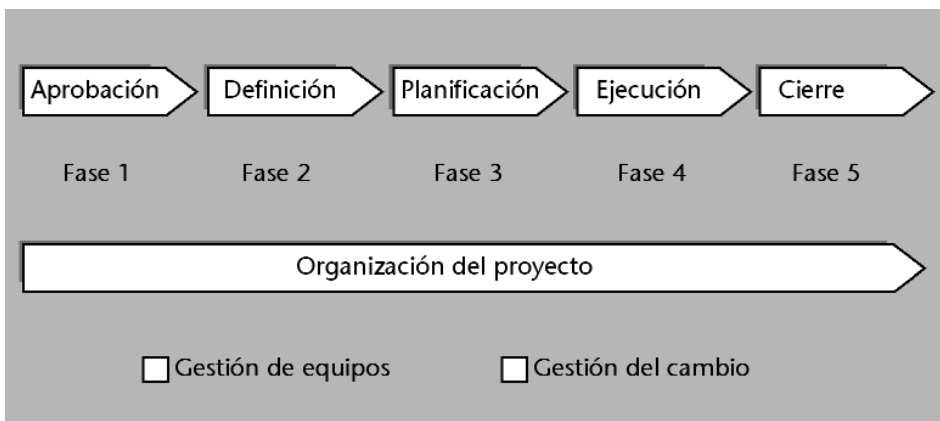 Aprobación Definición Planificación Ejecución Cierre
Fase 1 Fase 2 Fase 3 Fase 4 Fase 5
Organización del proyecto
Gestión de equipos Gestión del cambio